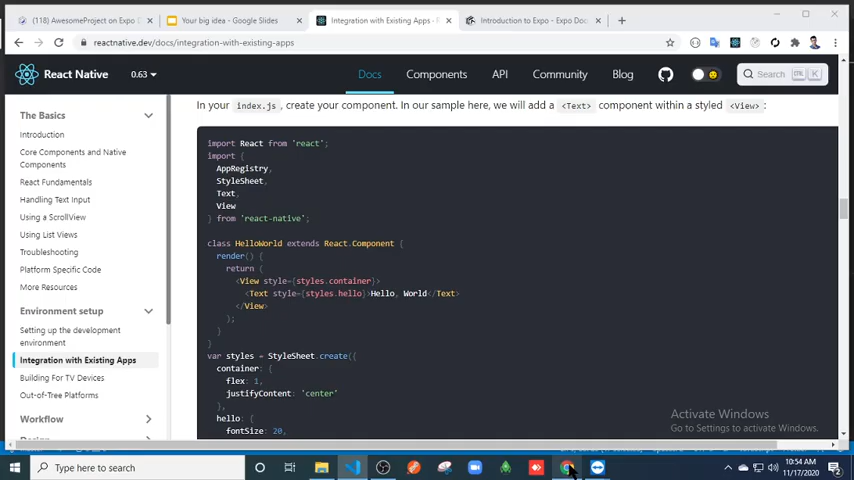 (118) AwesomeProject on Expo D
Your big idea - Google Slides
Integration with Existing Apps - R
Introduction to Expo - Expo Doc
reactnative.dev/docs/integration-with-existing-apps
React Native
0.63
Docs
Components
API
Community
Blog
Search
CTRL
K
The Basics
Introduction
Core Components and Native
Components
React Fundamentals
Handling Text Input
Using a ScrollView
Using List Views
Troubleshooting
Platform Specific Code
More Resources
Environment setup
Setting up the development
environment
Integration with Existing Apps
Building For TV Devices
Out-of-Tree Platforms
Workflow
In your index.js , create your component. In our sample here, we will add a <Text> component within a styled <View> :
import React from 'react';
import {
AppRegistry,
StyleSheet,
Text,
View
} from 'react-native';
class HelloWorld extends React.Component {
render() {
return (
<View style={styles.container}>
<Text style={styles.hello}>Hello, World</Text>
</View>
);
}
}
var styles = StyleSheet.create({
container: {
flex: 1,
justifyContent: 'center'
},
hello: {
fontSize: 20,
Activate Windows
Go to Settings to activate Windows.
Type here to search
10:54 AM
11/17/2020
2